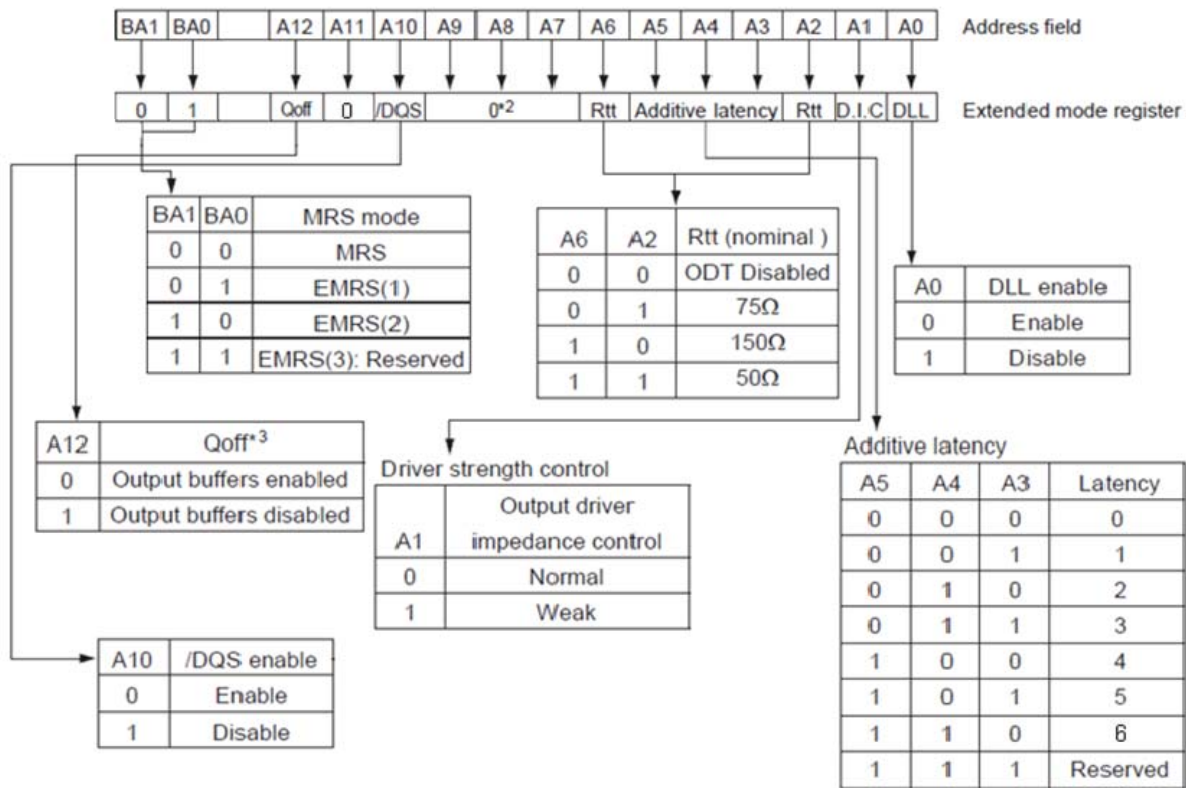 BA1 BA0 A12 A11 A10 A9 A8 A7 A6 A5 A4 A3 A2 A1 A0 Address field
0 1 Qoff 0 /DQS 0*2 Rtt Additive latency Rtt D.I.C DLL Extended mode register
BA1 BA0 MRS mode
0 0 MRS
0 1 EMRS(1)
1 0 EMRS(2)
1 1 EMRS(3): Reserved
A6 A2 Rtt (nominal )
0 0 ODT Disabled
0 1 75Ω
1 0 150Ω
1 1 50Ω
A0 DLL enable
0 Enable
1 Disable
A12 Qoff*3
0 Output buffers enabled
1 Output buffers disabled
Driver strength control
A1 Output driver
impedance control
0 Normal
1 Weak
Additive latency
A5 A4 A3 Latency
0 0 0 0
0 0 1 1
0 1 0 2
0 1 1 3
1 0 0 4
1 0 1 5
1 1 0 6
1 1 1 Reserved
A10 /DQS enable
0 Enable
1 Disable